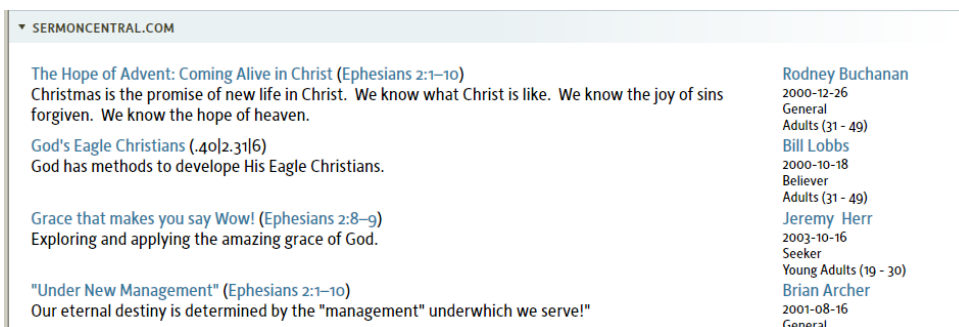 SERMONCENTRAL.COM
The Hope of Advent: Coming Alive in Christ (Ephesians 2:1–10)
Christmas is the promise of new life in Christ. We know what Christ is like. We know the joy of sins
forgiven. We know the hope of heaven.
Rodney Buchanan
2000-12-26
General
Adults (31 - 49)
God's Eagle Christians (.40|2.31|6)
God has methods to develope His Eagle Christians.
Bill Lobbs
2000-10-18
Believer
Adults (31 - 49)
Grace that makes you say Wow! (Ephesians 2:8–9)
Exploring and applying the amazing grace of God.
Jeremy Herr
2003-10-16
Seeker
Young Adults (19 - 30)
"Under New Management" (Ephesians 2:1–10)
Our eternal destiny is determined by the "management" underwhich we serve!"
Brian Archer
2001-08-16
General